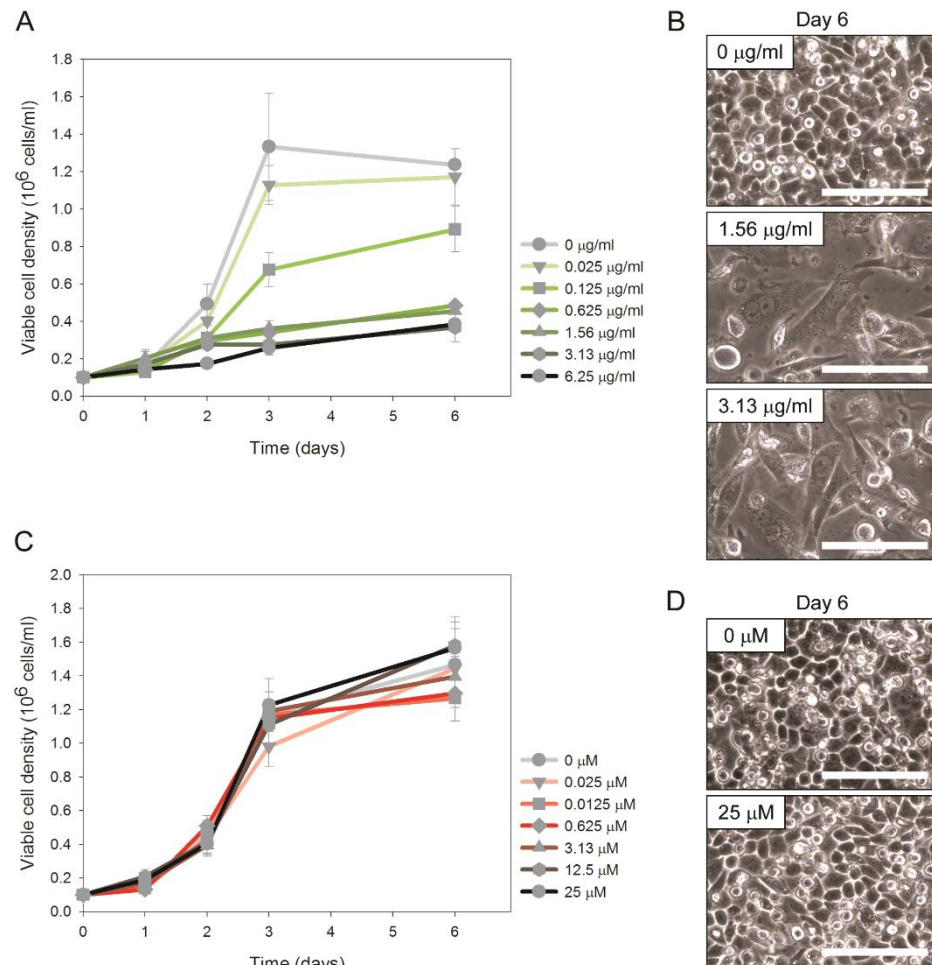 A
Viable cell density (10⁶ cells/ml)
1.8
1.6
1.4
1.2
1.0
0.8
0.6
0.4
0.2
0.0
0 1 2 3 4 5 6
Time (days)
0 μg/ml
0.025 μg/ml
0.125 μg/ml
0.625 μg/ml
1.56 μg/ml
3.13 μg/ml
6.25 μg/ml
B
Day 6
0 μg/ml
1.56 μg/ml
3.13 μg/ml
C
Viable cell density (10⁶ cells/ml)
2.0
1.8
1.6
1.4
1.2
1.0
0.8
0.6
0.4
0.2
0.0
0 1 2 3 4 5 6
Time (days)
0 μM
0.025 μM
0.0125 μM
0.625 μM
3.13 μM
12.5 μM
25 μM
D
Day 6
0 μM
25 μM